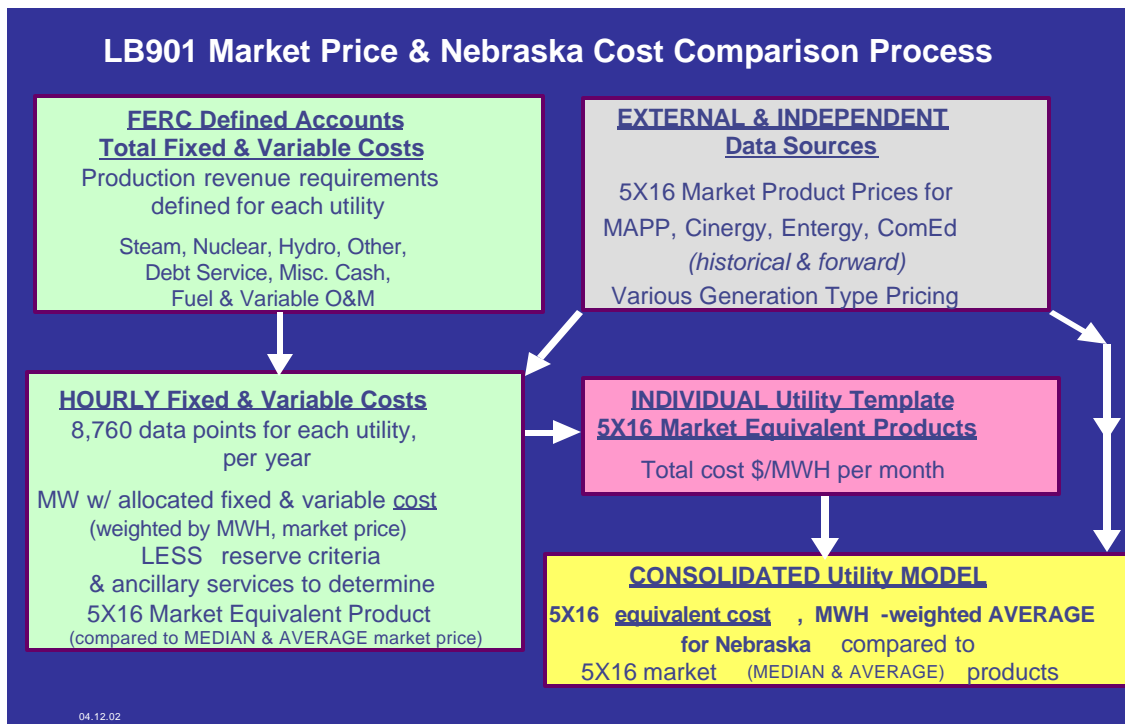 LB901 Market Price & Nebraska Cost Comparison Process
FERC Defined Accounts
Total Fixed & Variable Costs
Production revenue requirements
defined for each utility
Steam, Nuclear, Hydro, Other,
Debt Service, Misc. Cash,
Fuel & Variable O&M
EXTERNAL & INDEPENDENT
Data Sources
5X16 Market Product Prices for
MAPP, Cinergy, Entergy, ComEd
(historical & forward)
Various Generation Type Pricing
HOURLY Fixed & Variable Costs
8,760 data points for each utility,
per year
MW w/ allocated fixed & variable cost
(weighted by MWH, market price)
LESS reserve criteria
& ancillary services to determine
5X16 Market Equivalent Product
(compared to MEDIAN & AVERAGE market price)
INDIVIDUAL Utility Template
5X16 Market Equivalent Products
Total cost $/MWH per month
CONSOLIDATED Utility MODEL
5X16 equivalent cost , MWH -weighted AVERAGE
for Nebraska compared to
5X16 market (MEDIAN & AVERAGE) products
04.12.02